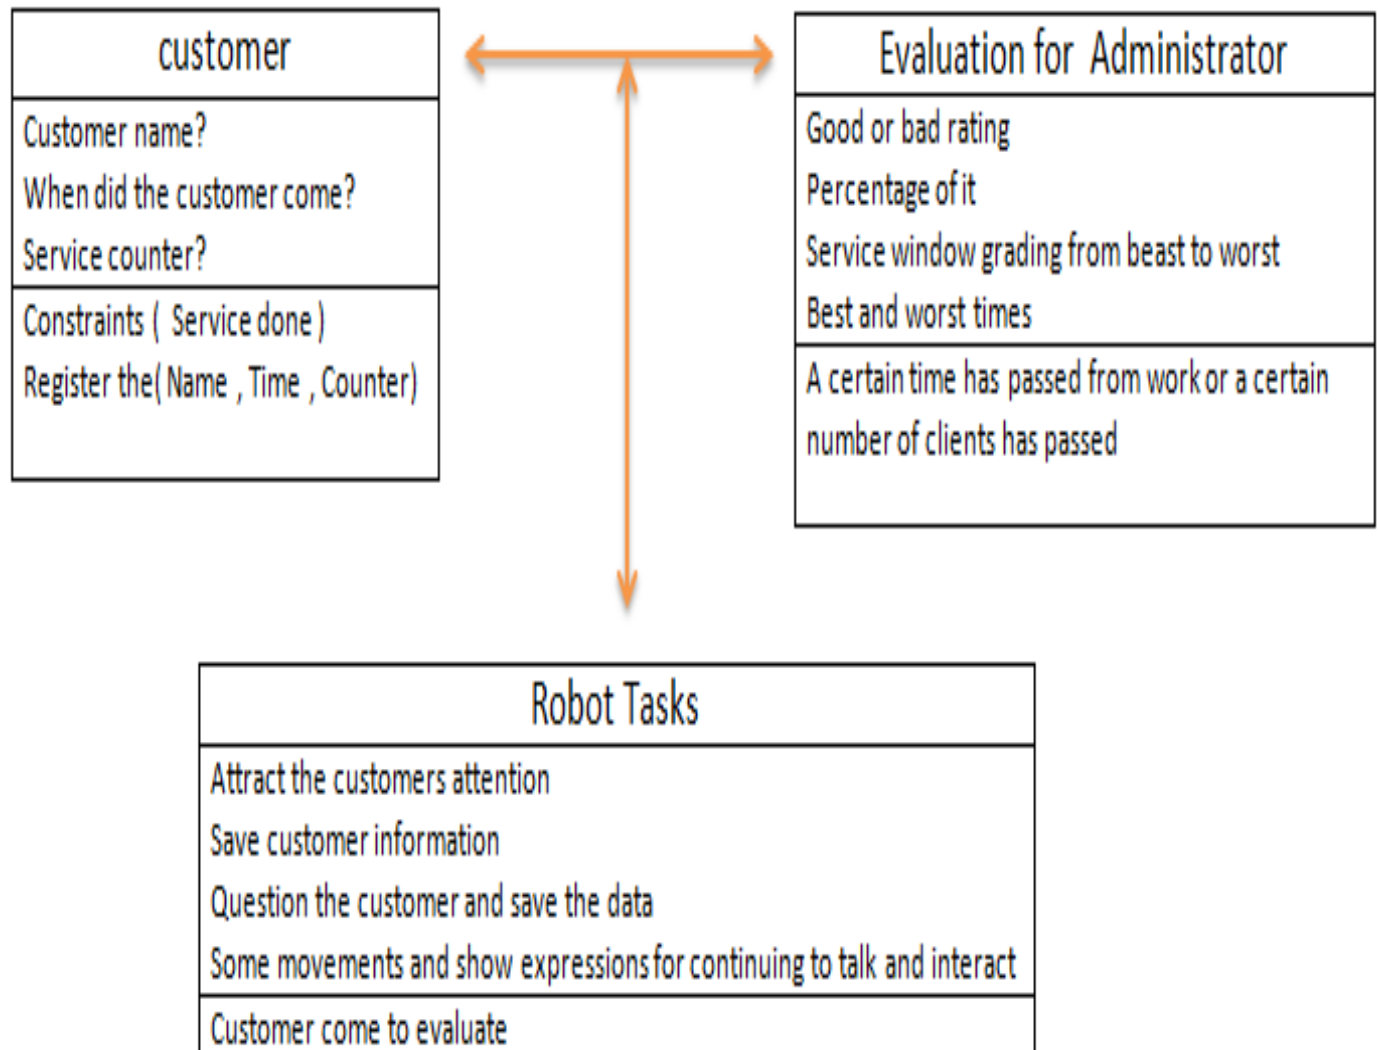 customer
Customer name?
When did the customer come?
Service counter?
Constraints ( Service done )
Register the( Name , Time , Counter)
Evaluation for Administrator
Good or bad rating
Percentage of it
Service window grading from beast to worst
Best and worst times
A certain time has passed from work or a certain
number of clients has passed
Robot Tasks
Attract the customers attention
Save customer information
Question the customer and save the data
Some movements and show expressions for continuing to talk and interact
Customer come to evaluate